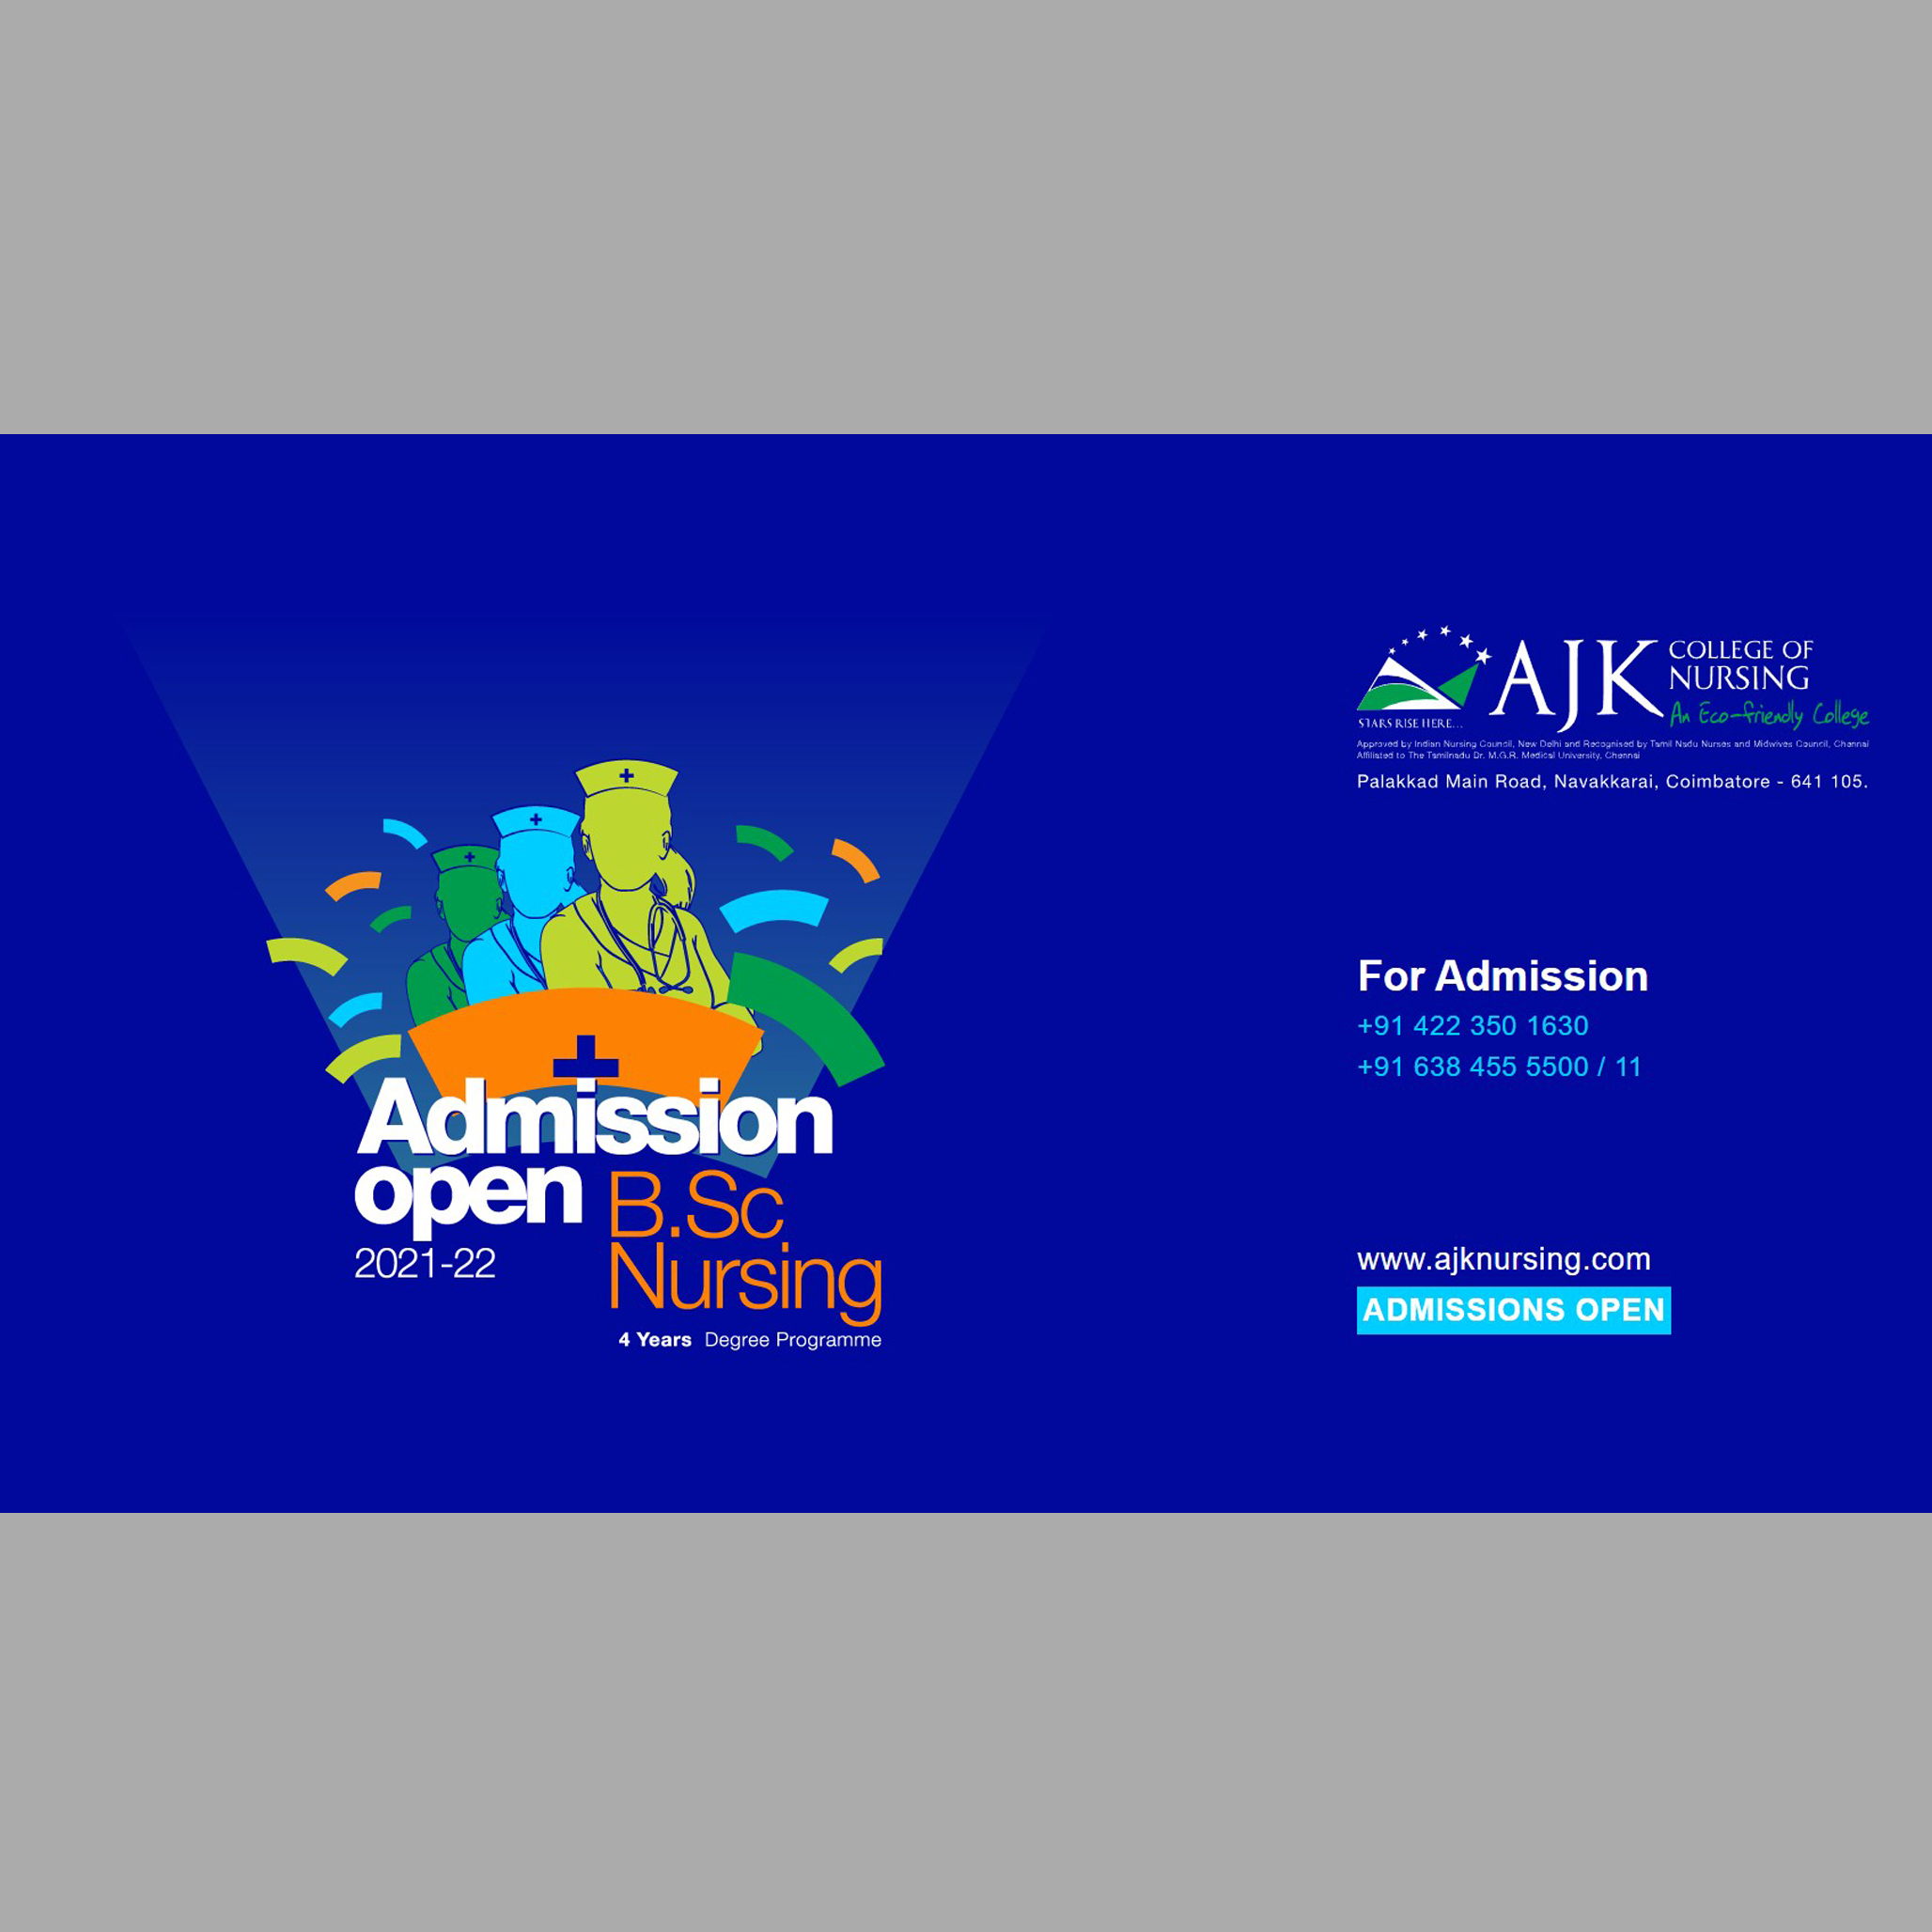 Admission
open
2021-22
B.Sc
Nursing
4 Years Degree Programme
AJK
COLLEGE OF
NURSING
An Eco-friendly College
STARS RISE HERE...
Approved by Indian Nursing Council, New Delhi and Recognised by Tamil Nadu Nurses and Midwives Council, Chennai
Affiliated to The Tamilnadu Dr. M.G.R. Medical University, Chennai
Palakkad Main Road, Navakkarai, Coimbatore - 641 105.
For Admission
+91 422 350 1630
+91 638 455 5500 / 11
www.ajknursing.com
ADMISSIONS OPEN